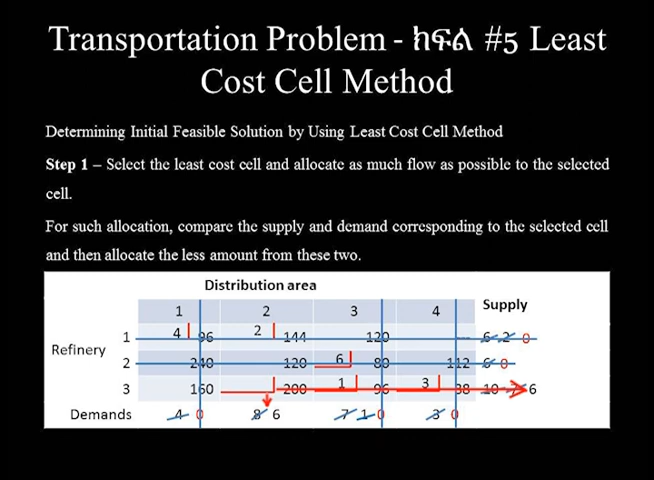 Transportation Problem - ክፍል #5 Least
Cost Cell Method
Determining Initial Feasible Solution by Using Least Cost Cell Method
Step 1 – Select the least cost cell and allocate as much flow as possible to the selected
cell.
For such allocation, compare the supply and demand corresponding to the selected cell
and then allocate the less amount from these two.
Distribution area
1 2 3 4 Supply
1 4 96 2 144 120 6 2 0
Refinery
2 240 120 6 80 112 6 0
3 160 200 1 96 3 88 10 7 6
Demands 4 0 8 6 7 1 0 3 0